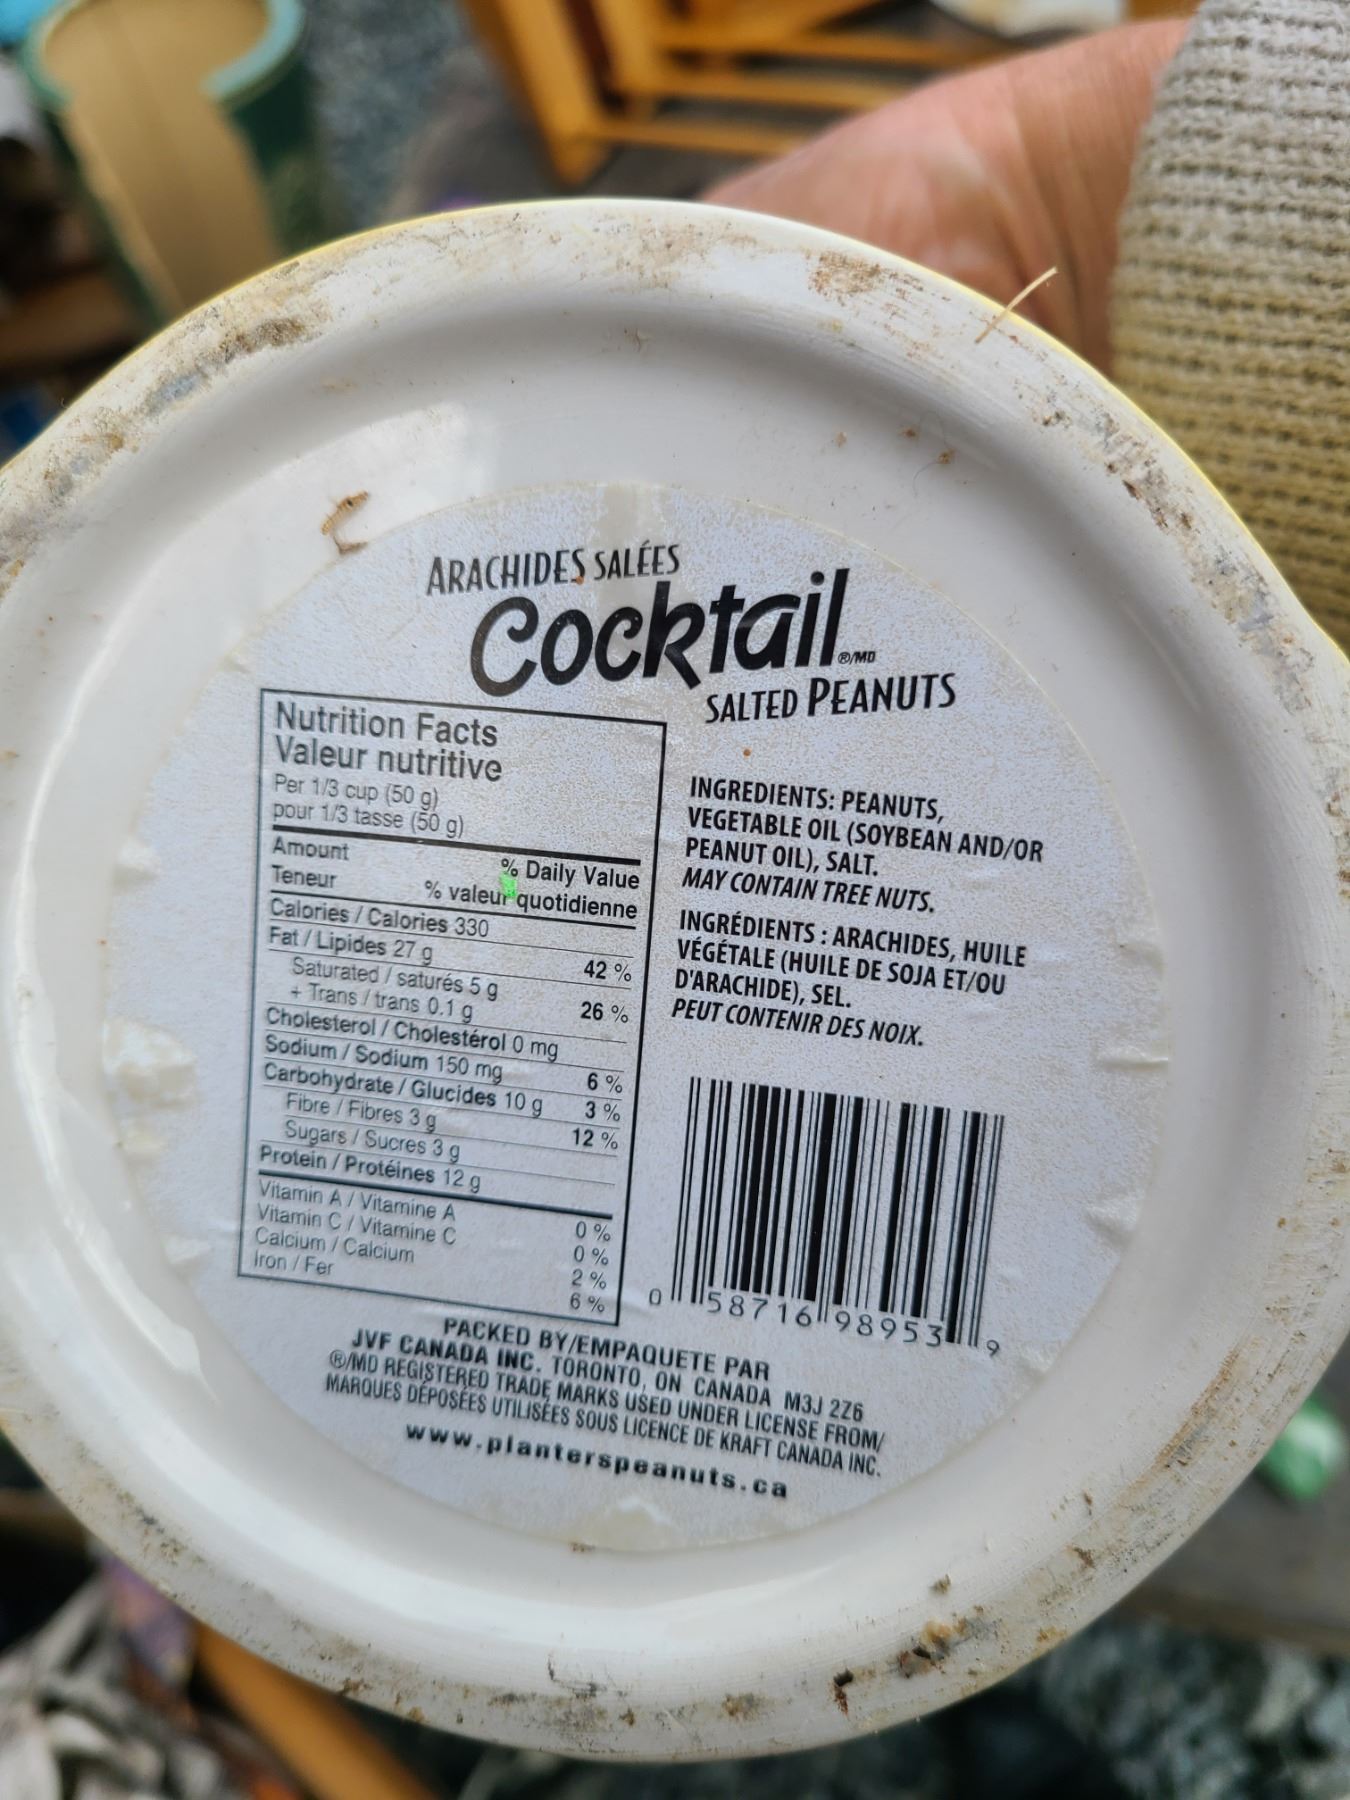 ARACHIDES SALÉES
Cocktail ®/MD
SALTED PEANUTS
Nutrition Facts
Valeur nutritive
Per 1/3 cup (50 g)
pour 1/3 tasse (50 g)
Amount % Daily Value
Teneur % valeur quotidienne
Calories / Calories 330
Fat / Lipides 27 g 42 %
Saturated / saturés 5 g
+ Trans / trans 0.1 g 26 %
Cholesterol / Cholestérol 0 mg
Sodium / Sodium 150 mg 6 %
Carbohydrate / Glucides 10 g 3 %
Fibre / Fibres 3 g 12 %
Sugars / Sucres 3 g
Protein / Protéines 12 g
Vitamin A / Vitamine A 0 %
Vitamin C / Vitamine C 0 %
Calcium / Calcium 2 %
Iron / Fer 6 %
INGREDIENTS: PEANUTS,
VEGETABLE OIL (SOYBEAN AND/OR
PEANUT OIL), SALT.
MAY CONTAIN TREE NUTS.
INGRÉDIENTS : ARACHIDES, HUILE
VÉGÉTALE (HUILE DE SOJA ET/OU
D'ARACHIDE), SEL.
PEUT CONTENIR DES NOIX.
0 58716 98953 9
PACKED BY/EMPAQUETE PAR
JVF CANADA INC. TORONTO, ON CANADA M3J 2Z6
®/MD REGISTERED TRADE MARKS USED UNDER LICENSE FROM/
MARQUES DÉPOSÉES UTILISÉES SOUS LICENCE DE KRAFT CANADA INC.
www.planterspeanuts.ca